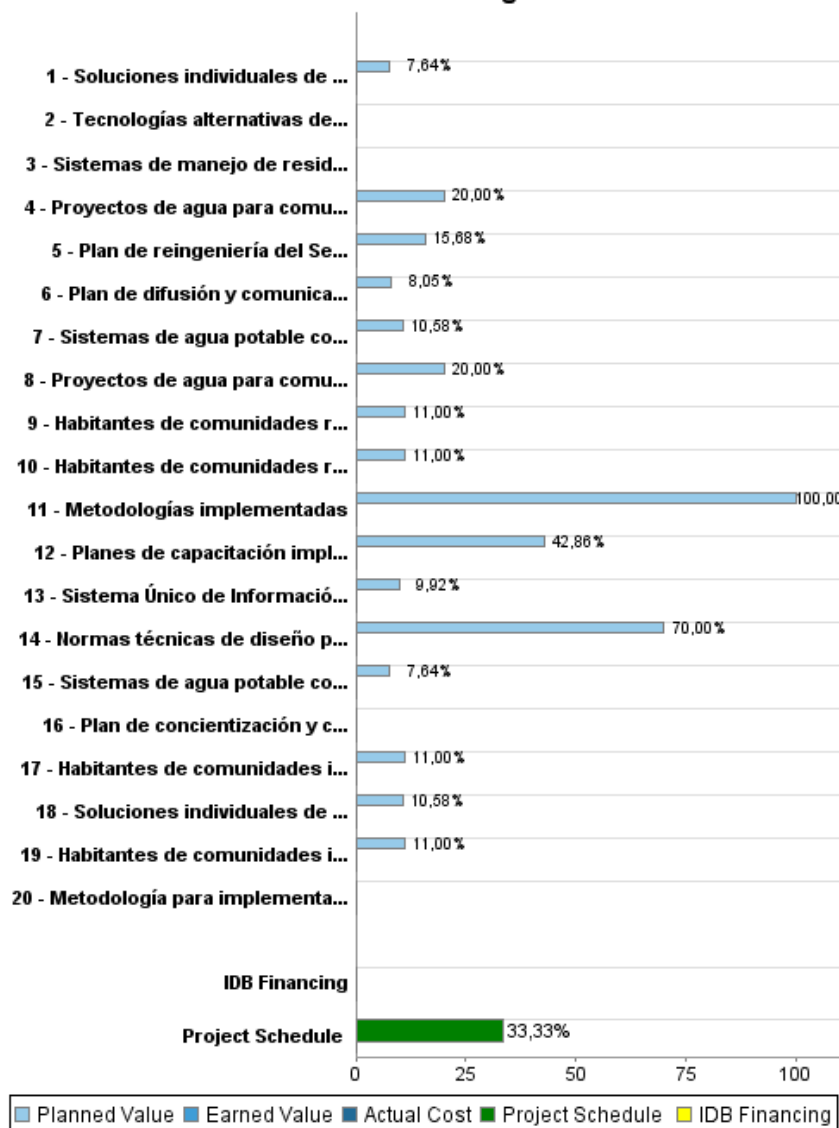 1 - Soluciones individuales de ... 7,64%
2 - Tecnologías alternativas de...
3 - Sistemas de manejo de resid...
4 - Proyectos de agua para comu... 20,00%
5 - Plan de reingeniería del Se... 15,68%
6 - Plan de difusión y comunica... 8,05%
7 - Sistemas de agua potable co... 10,58%
8 - Proyectos de agua para comu... 20,00%
9 - Habitantes de comunidades r... 11,00%
10 - Habitantes de comunidades r... 11,00%
11 - Metodologías implementadas 100,00
12 - Planes de capacitación impl... 42,86%
13 - Sistema Único de Informació... 9,92%
14 - Normas técnicas de diseño p... 70,00%
15 - Sistemas de agua potable co... 7,64%
16 - Plan de concientización y c...
17 - Habitantes de comunidades i... 11,00%
18 - Soluciones individuales de ... 10,58%
19 - Habitantes de comunidades i... 11,00%
20 - Metodología para implementa...
IDB Financing
Project Schedule 33,33%
0 25 50 75 100
Planned Value Earned Value Actual Cost Project Schedule IDB Financing